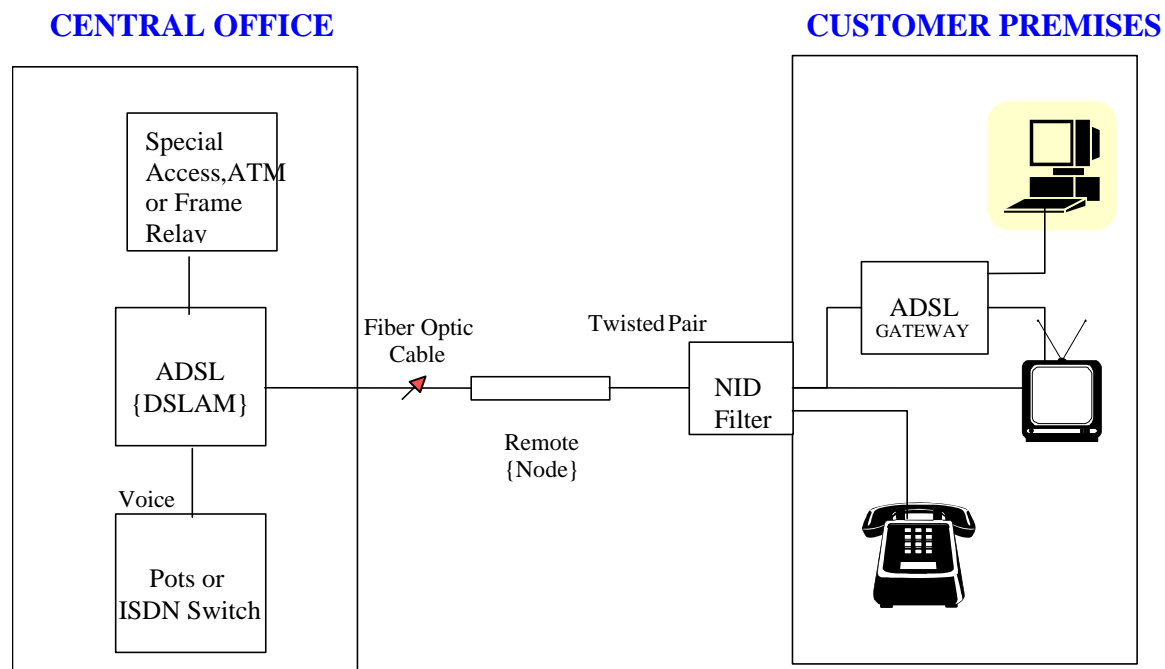 CENTRAL OFFICE
CUSTOMER PREMISES
Special
Access,ATM
or Frame
Relay
ADSL
{DSLAM}
Voice
Pots or
ISDN Switch
Fiber Optic
Cable
Remote
{Node}
Twisted Pair
NID
Filter
ADSL
GATEWAY